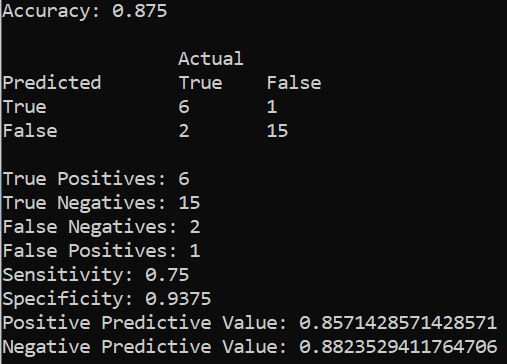 Accuracy: 0.875
Actual
Predicted True False
True 6 1
False 2 15
True Positives: 6
True Negatives: 15
False Negatives: 2
False Positives: 1
Sensitivity: 0.75
Specificity: 0.9375
Positive Predictive Value: 0.8571428571428571
Negative Predictive Value: 0.8823529411764706